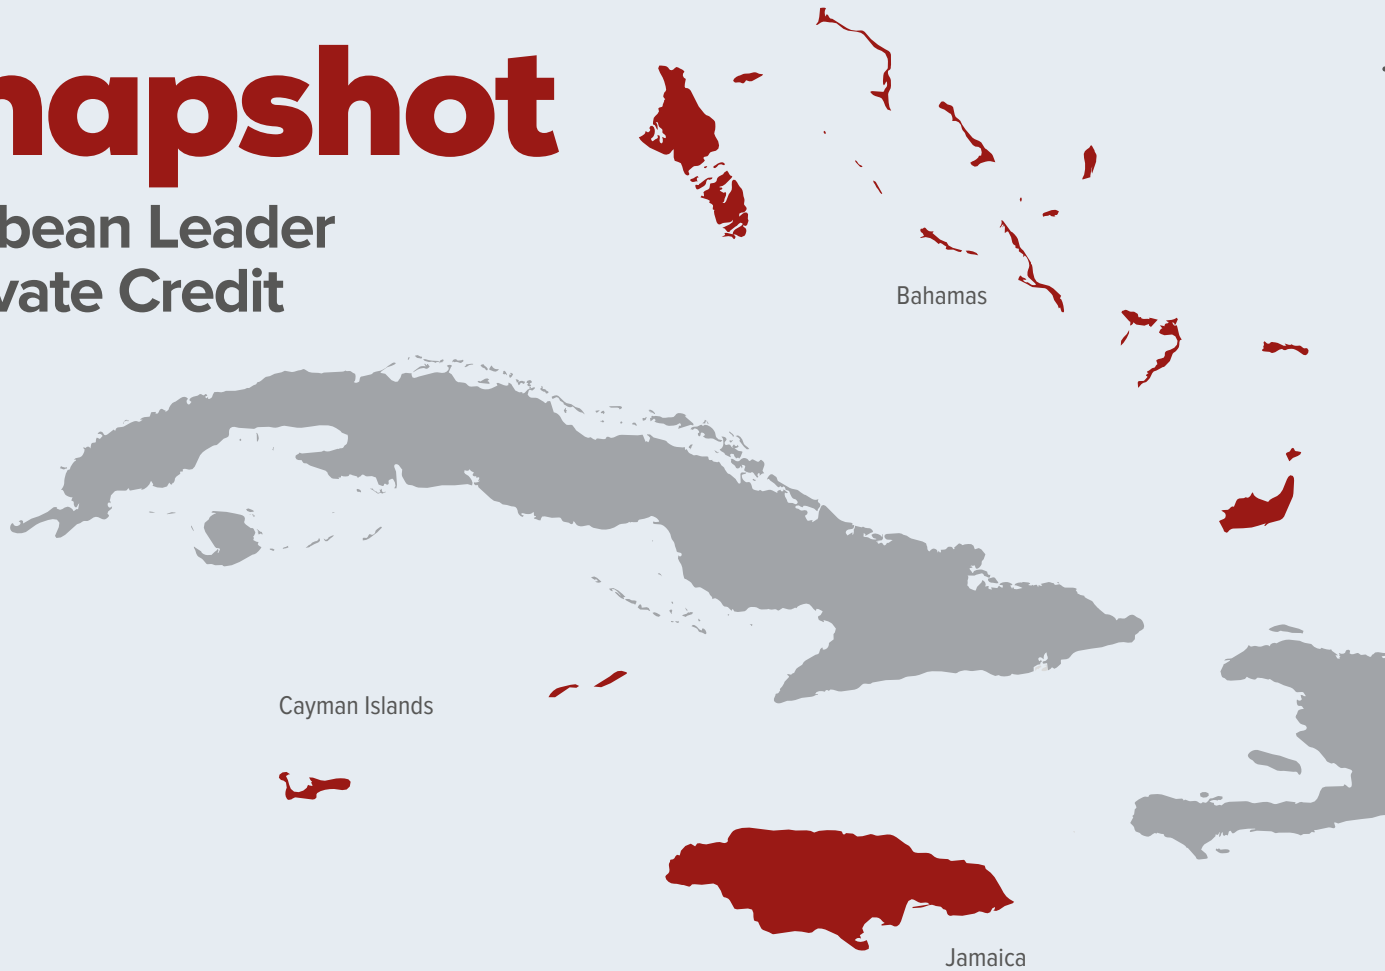 napshot
bean Leader
vate Credit
Bahamas
Cayman Islands
Jamaica